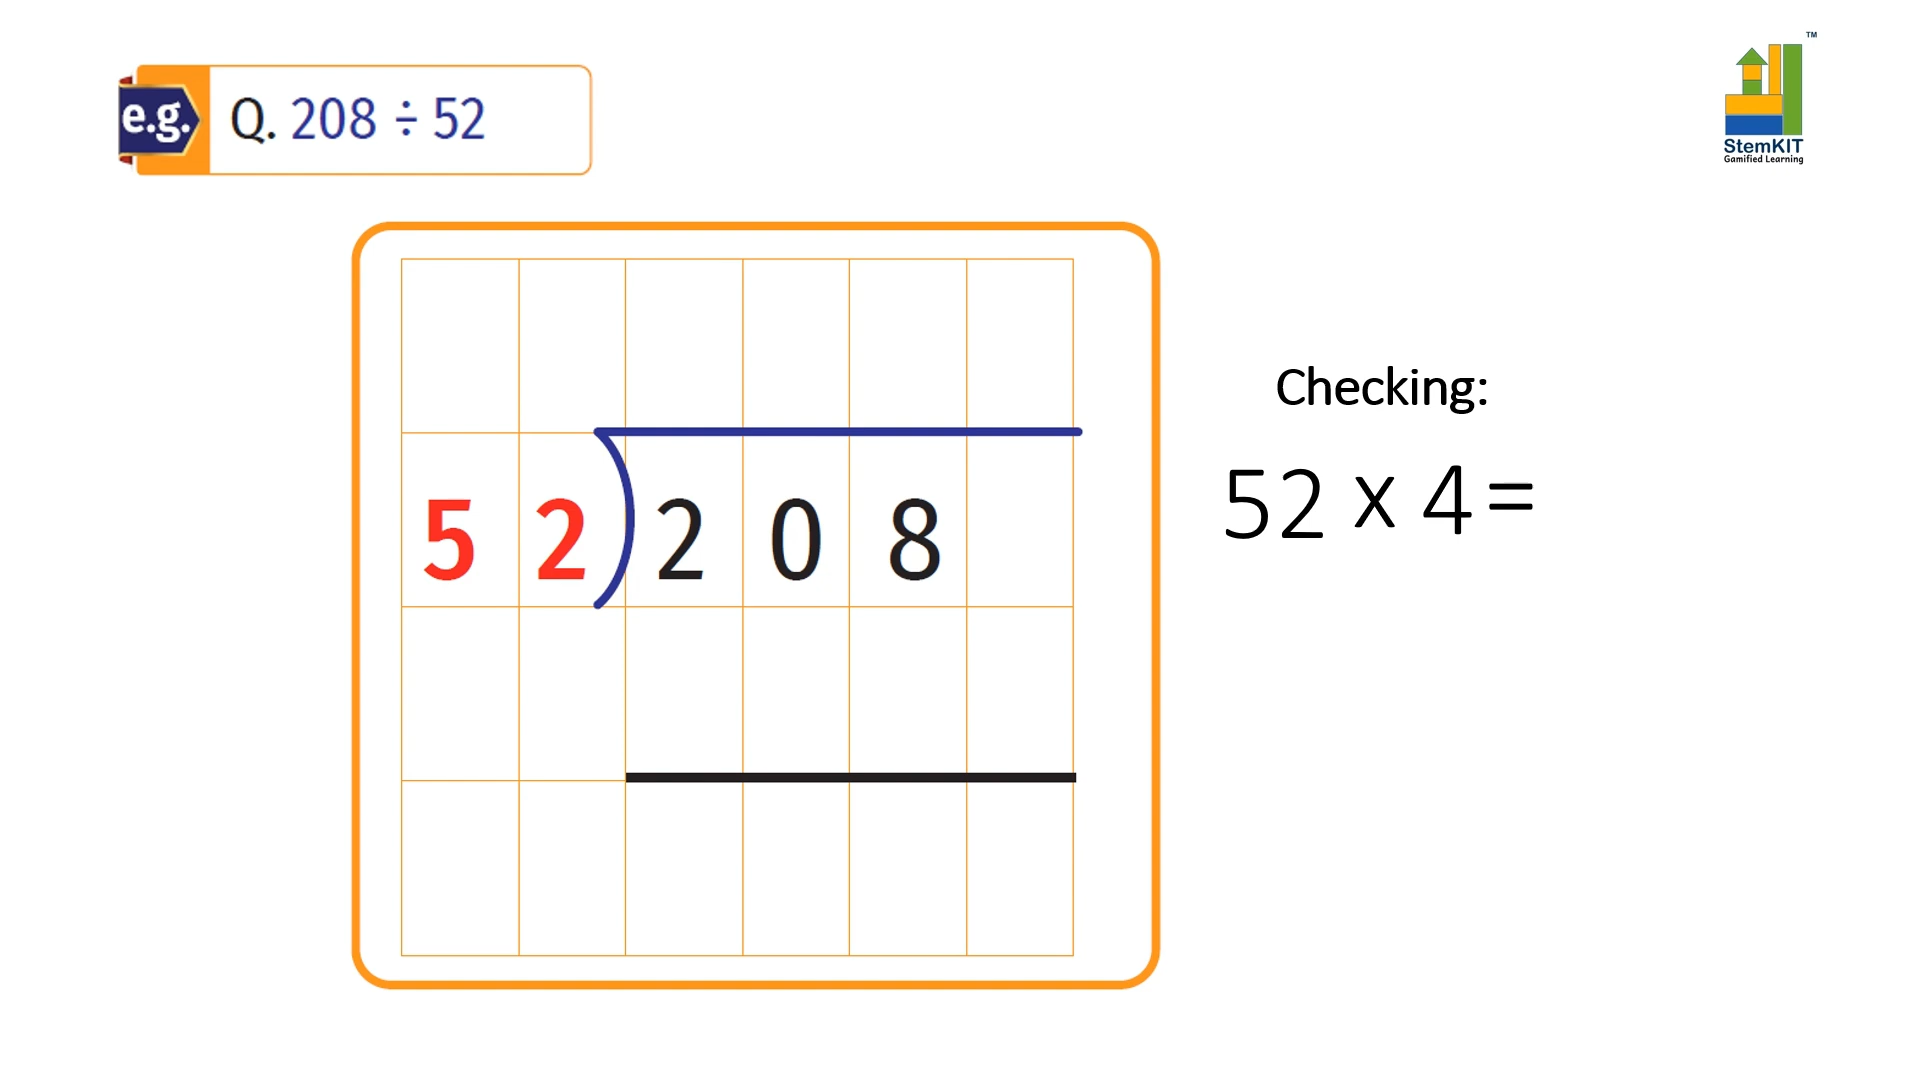 e.g. Q. 208 ÷ 52
TM
StemKIT
Gamified Learning
Checking:
52 x 4 =
5 2 2 0 8